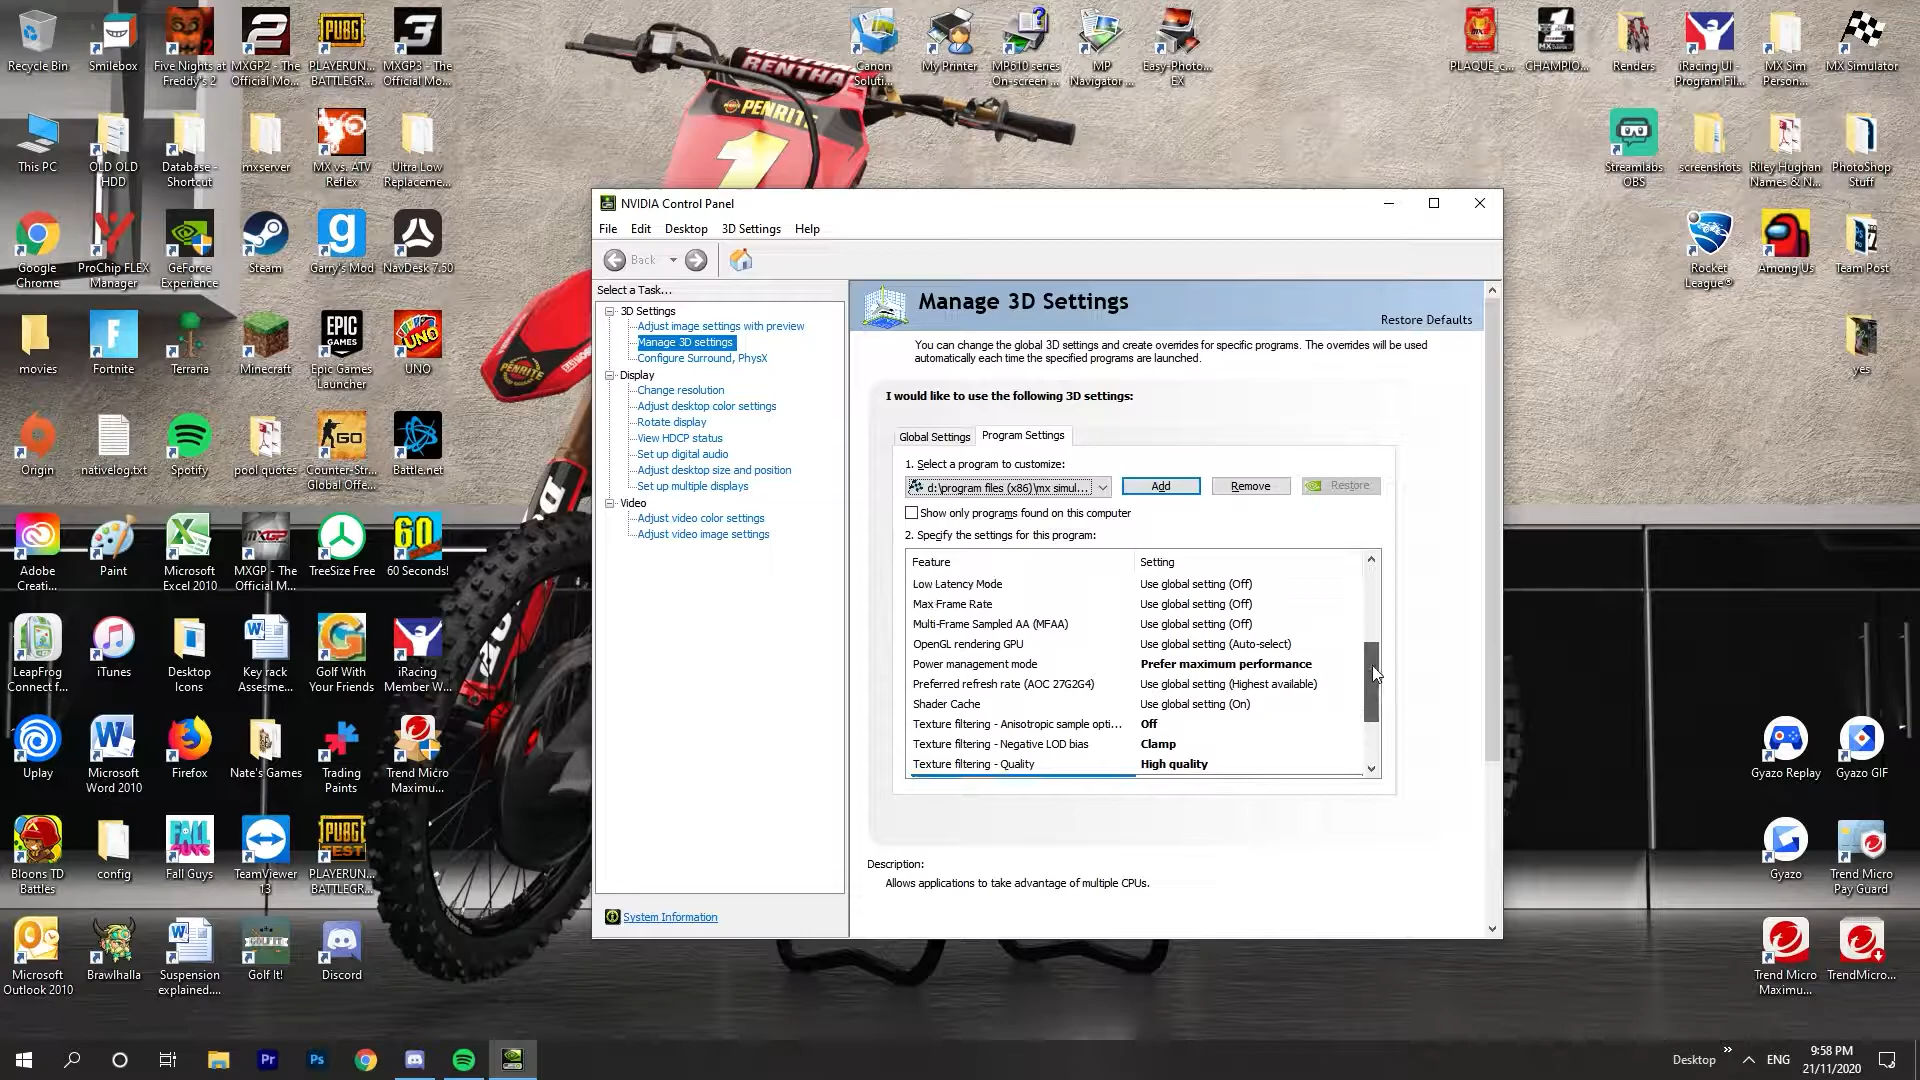 Recycle Bin
Smilebox
Five Nights at
Freddy's 2
MXGP2 - The
Official Mo...
PLAYERUN...
BATTLEGR...
MXGP3 - The
Official Mo...
Canon
Soluti...
My Printer
MP610 series
On-screen ...
MP
Navigator ...
Easy-Photo...
EX
PLAQUE_c...
CHAMPIO...
Renders
iRacing UI -
Program Fil...
MX Sim
Person...
MX Simulator
RENTHAL
PENRITE
1
This PC
OLD OLD
HDD
Database -
Shortcut
mxserver
MX vs. ATV
Reflex
Ultra Low
Replaceme...
Streamlabs
OBS
screenshots
Riley Hughan
Names & N...
PhotoShop
Stuff
Google
Chrome
ProChip FLEX
Manager
GeForce
Experience
Steam
Garry's Mod
NavDesk 7.50
Rocket
League®
Among Us
Team Post
movies
Fortnite
Terraria
Minecraft
Epic Games
Launcher
UNO
yes
Origin
nativelog.txt
Spotify
pool quotes
Counter-Str...
Global Offe...
Battle.net
Adobe
Creati...
Paint
Microsoft
Excel 2010
MXGP - The
Official M...
TreeSize Free
60 Seconds!
LeapFrog
Connect f...
iTunes
Desktop
Icons
Key rack
Assesme...
Golf With
Your Friends
iRacing
Member W...
Uplay
Microsoft
Word 2010
Firefox
Nate's Games
Trading
Paints
Trend Micro
Maximu...
Gyazo Replay
Gyazo GIF
Bloons TD
Battles
config
Fall Guys
TeamViewer
13
PLAYERUN...
BATTLEGR...
Gyazo
Trend Micro
Pay Guard
Microsoft
Outlook 2010
Brawlhalla
Suspension
explained....
Golf It!
Discord
Trend Micro
Maximu...
TrendMicro...
NVIDIA Control Panel
File Edit Desktop 3D Settings Help
Back
Select a Task...
3D Settings
Adjust image settings with preview
Manage 3D settings
Configure Surround, PhysX
Display
Change resolution
Adjust desktop color settings
Rotate display
View HDCP status
Set up digital audio
Adjust desktop size and position
Set up multiple displays
Video
Adjust video color settings
Adjust video image settings
System Information
Manage 3D Settings
Restore Defaults
You can change the global 3D settings and create overrides for specific programs. The overrides will be used
automatically each time the specified programs are launched.
I would like to use the following 3D settings:
Global Settings Program Settings
1. Select a program to customize:
d:\program files (x86)\mx simul... Add Remove Restore
Show only programs found on this computer
2. Specify the settings for this program:
Feature Setting
Low Latency Mode Use global setting (Off)
Max Frame Rate Use global setting (Off)
Multi-Frame Sampled AA (MFAA) Use global setting (Off)
OpenGL rendering GPU Use global setting (Auto-select)
Power management mode Prefer maximum performance
Preferred refresh rate (AOC 27G2G4) Use global setting (Highest available)
Shader Cache Use global setting (On)
Texture filtering - Anisotropic sample opti... Off
Texture filtering - Negative LOD bias Clamp
Texture filtering - Quality High quality
Description:
Allows applications to take advantage of multiple CPUs.
Desktop
ENG
9:58 PM
21/11/2020